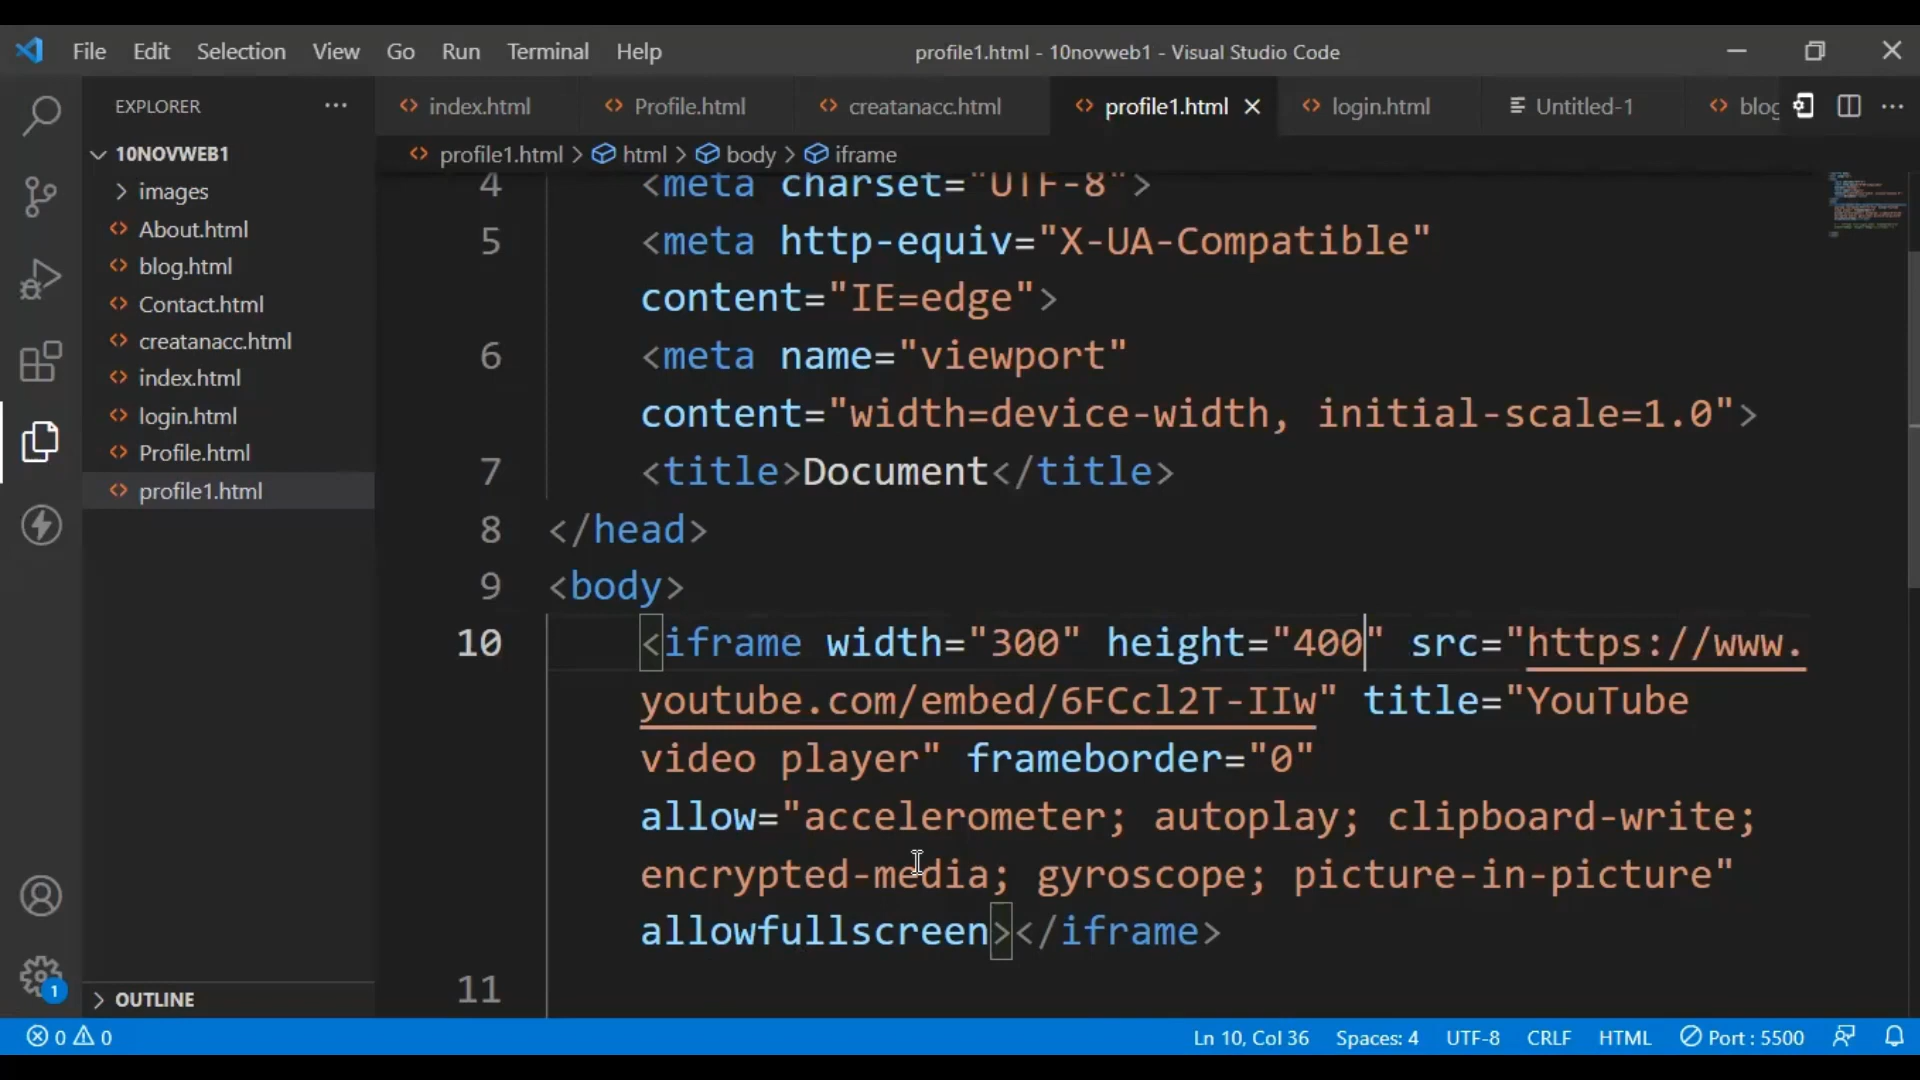 File Edit Selection View Go Run Terminal Help profile1.html - 10novweb1 - Visual Studio Code
EXPLORER
index.html Profile.html creatanacc.html profile1.html login.html Untitled-1 blog
10NOVWEB1
profile1.html > html > body > iframe
images
About.html
blog.html
Contact.html
creatanacc.html
index.html
login.html
Profile.html
profile1.html
4 <meta charset="UTF-8">
5 <meta http-equiv="X-UA-Compatible"
content="IE=edge">
6 <meta name="viewport"
content="width=device-width, initial-scale=1.0">
7 <title>Document</title>
8 </head>
9 <body>
10 <iframe width="300" height="400" src="https://www.
youtube.com/embed/6FCcl2T-IIw" title="YouTube
video player" frameborder="0"
allow="accelerometer; autoplay; clipboard-write;
encrypted-media; gyroscope; picture-in-picture"
allowfullscreen></iframe>
11
OUTLINE
1
0 0 Ln 10, Col 36 Spaces: 4 UTF-8 CRLF HTML Port : 5500